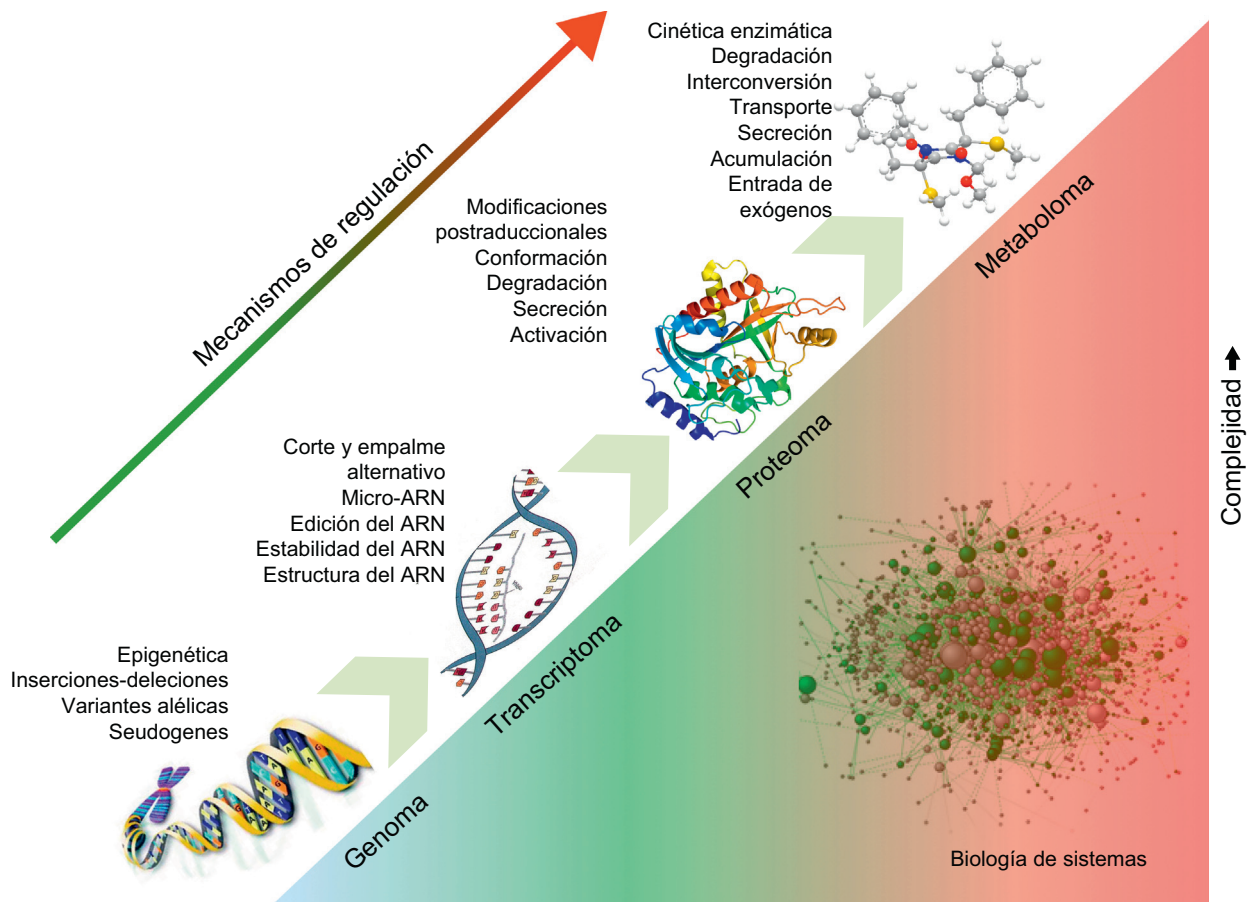 Cinética enzimática
Degradación
Interconversión
Transporte
Secreción
Acumulación
Entrada de
exógenos
Mecanismos de regulación
Modificaciones
postraduccionales
Conformación
Degradación
Secreción
Activación
Metaboloma
Complejidad
Corte y empalme
alternativo
Micro-ARN
Edición del ARN
Estabilidad del ARN
Estructura del ARN
Proteoma
Epigenética
Inserciones-deleciones
Variantes alélicas
Seudogenes
Transcriptoma
Genoma
Biología de sistemas